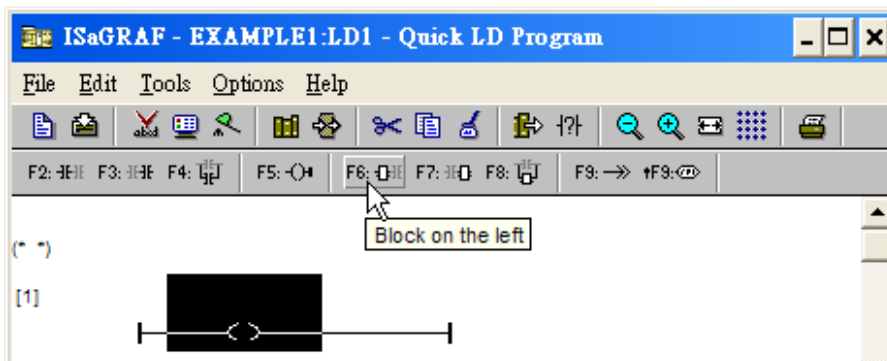 ISaGRAF - EXAMPLE1:LD1 - Quick LD Program
File Edit Tools Options Help
F2: F3: F4: F5: F6: F7: F8: F9: ↑F9:
Block on the left
(* *)
[1]